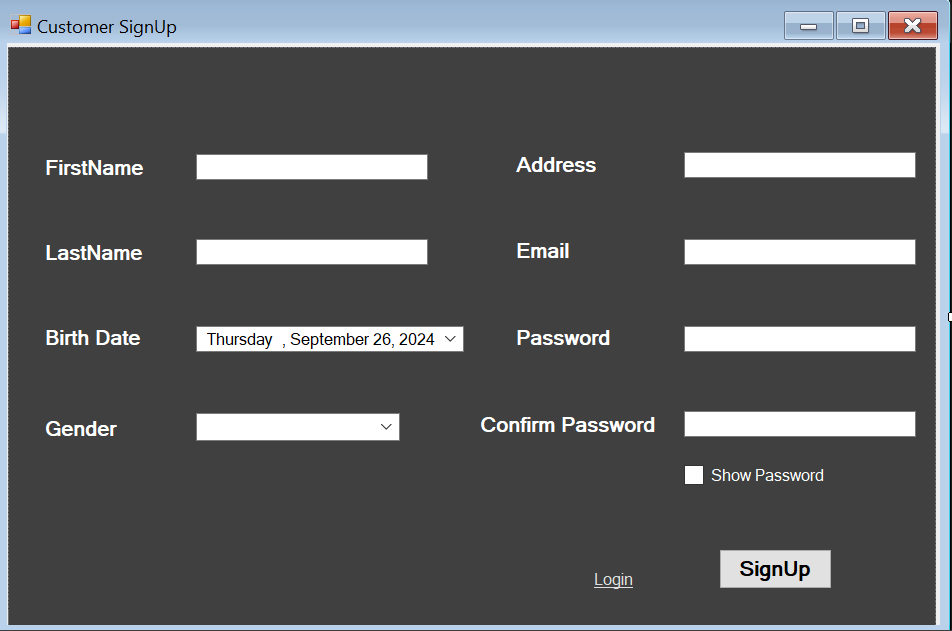 Customer SignUp
FirstName
Address
LastName
Email
Birth Date
Thursday , September 26, 2024
Password
Gender
Confirm Password
Show Password
Login
SignUp